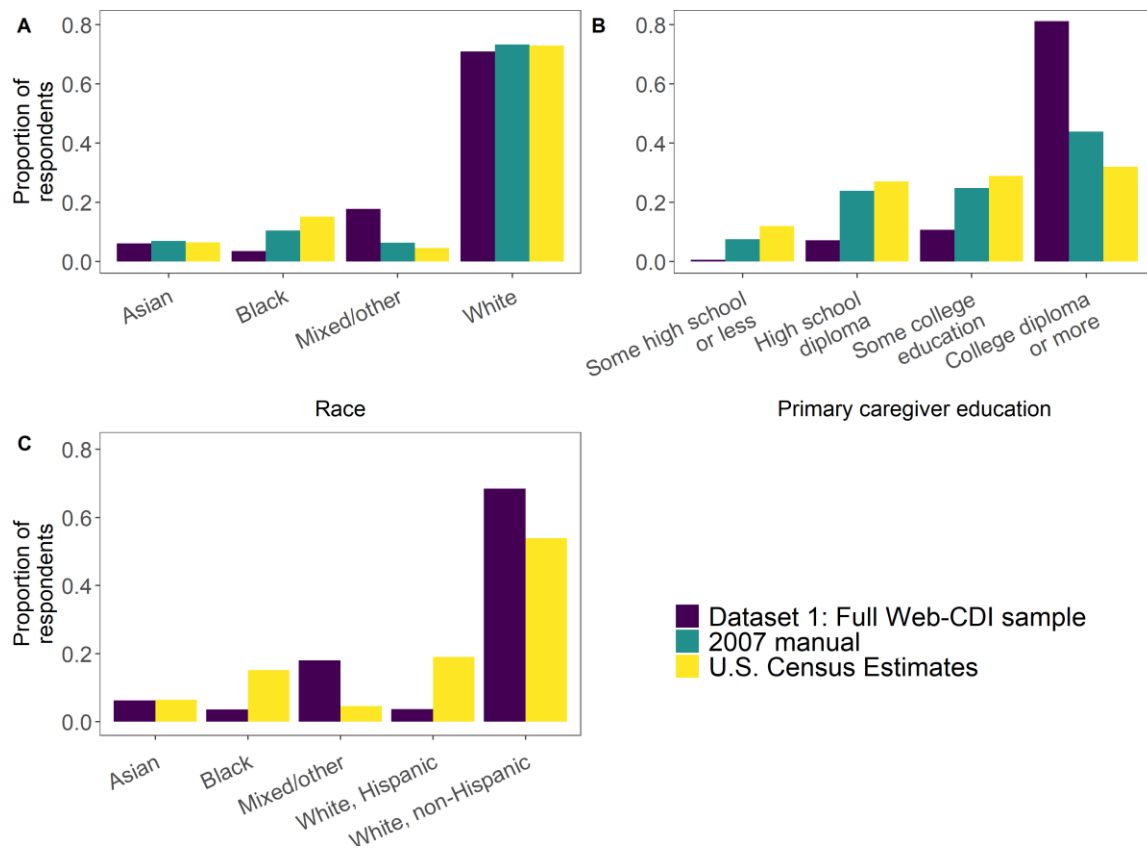 A
Proportion of
respondents
0.8
0.6
0.4
0.2
0.0
Asian
Black
Mixed/other
White
Race
B
0.8
0.6
0.4
0.2
0.0
Some high school
or less
High school
diploma
Some college
education
College diploma
or more
Primary caregiver education
C
Proportion of
respondents
0.8
0.6
0.4
0.2
0.0
Asian
Black
Mixed/other
White, Hispanic
White, non-Hispanic
Dataset 1: Full Web-CDI sample
2007 manual
U.S. Census Estimates